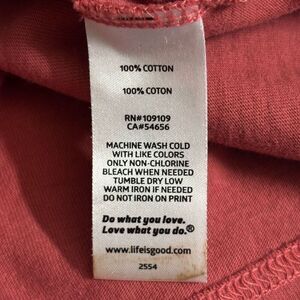 100% COTTON
100% COTON
RN#109109
CA#54656
MACHINE WASH COLD
WITH LIKE COLORS
ONLY NON-CHLORINE
BLEACH WHEN NEEDED
TUMBLE DRY LOW
WARM IRON IF NEEDED
DO NOT IRON ON PRINT
Do what you love.
Love what you do.®
www.lifeisgood.com
2554